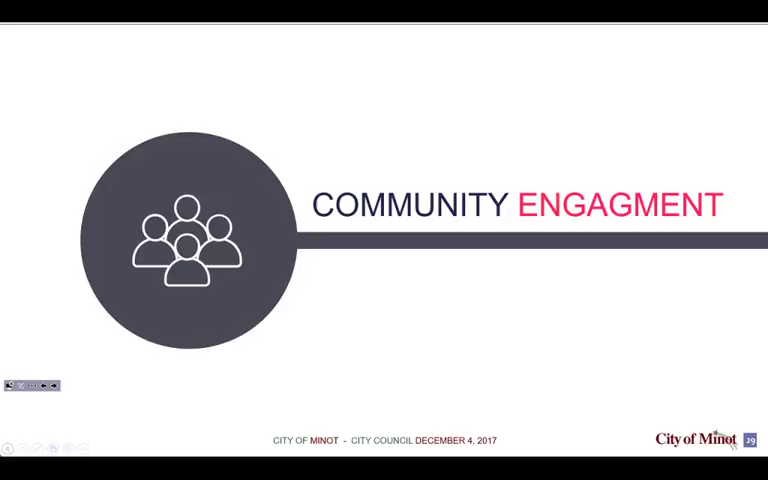 COMMUNITY ENGAGMENT
CITY OF MINOT - CITY COUNCIL DECEMBER 4, 2017
City of Minot
29